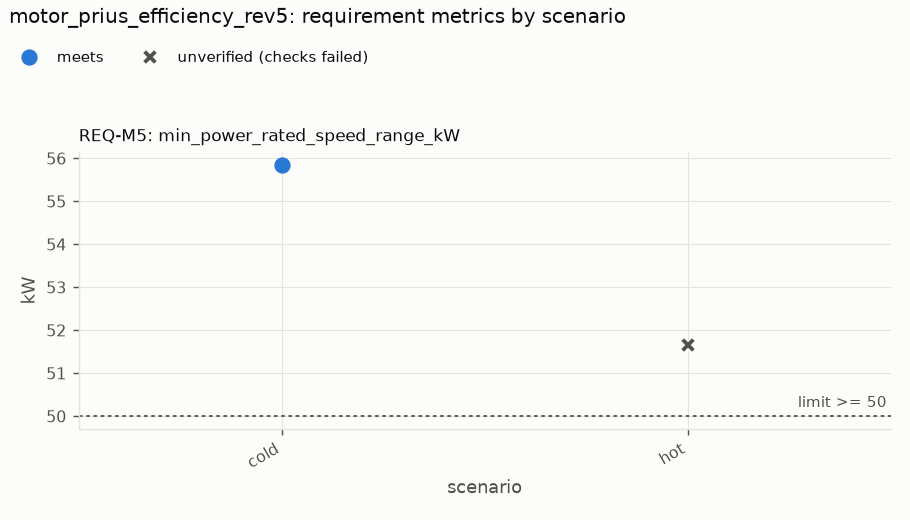 motor_prius_efficiency_rev5: requirement metrics by scenario
meets
unverified (checks failed)
REQ-M5: min_power_rated_speed_range_kW
56
55
54
53
52
51
50
kW
limit >= 50
cold
hot
scenario